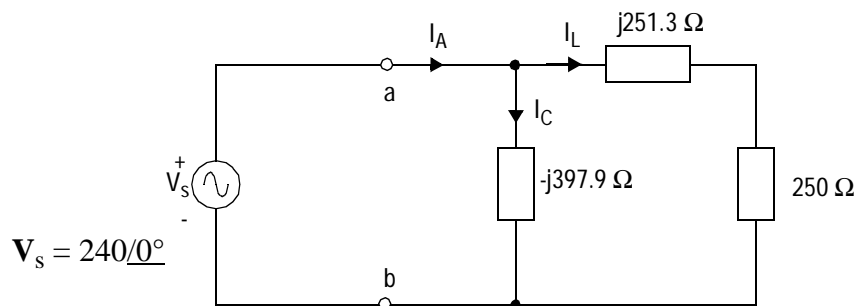 j251.3 Ω
I_A
I_L
a
I_C
+
V_s
-
-j397.9 Ω
250 Ω
V_s = 240/0°
b